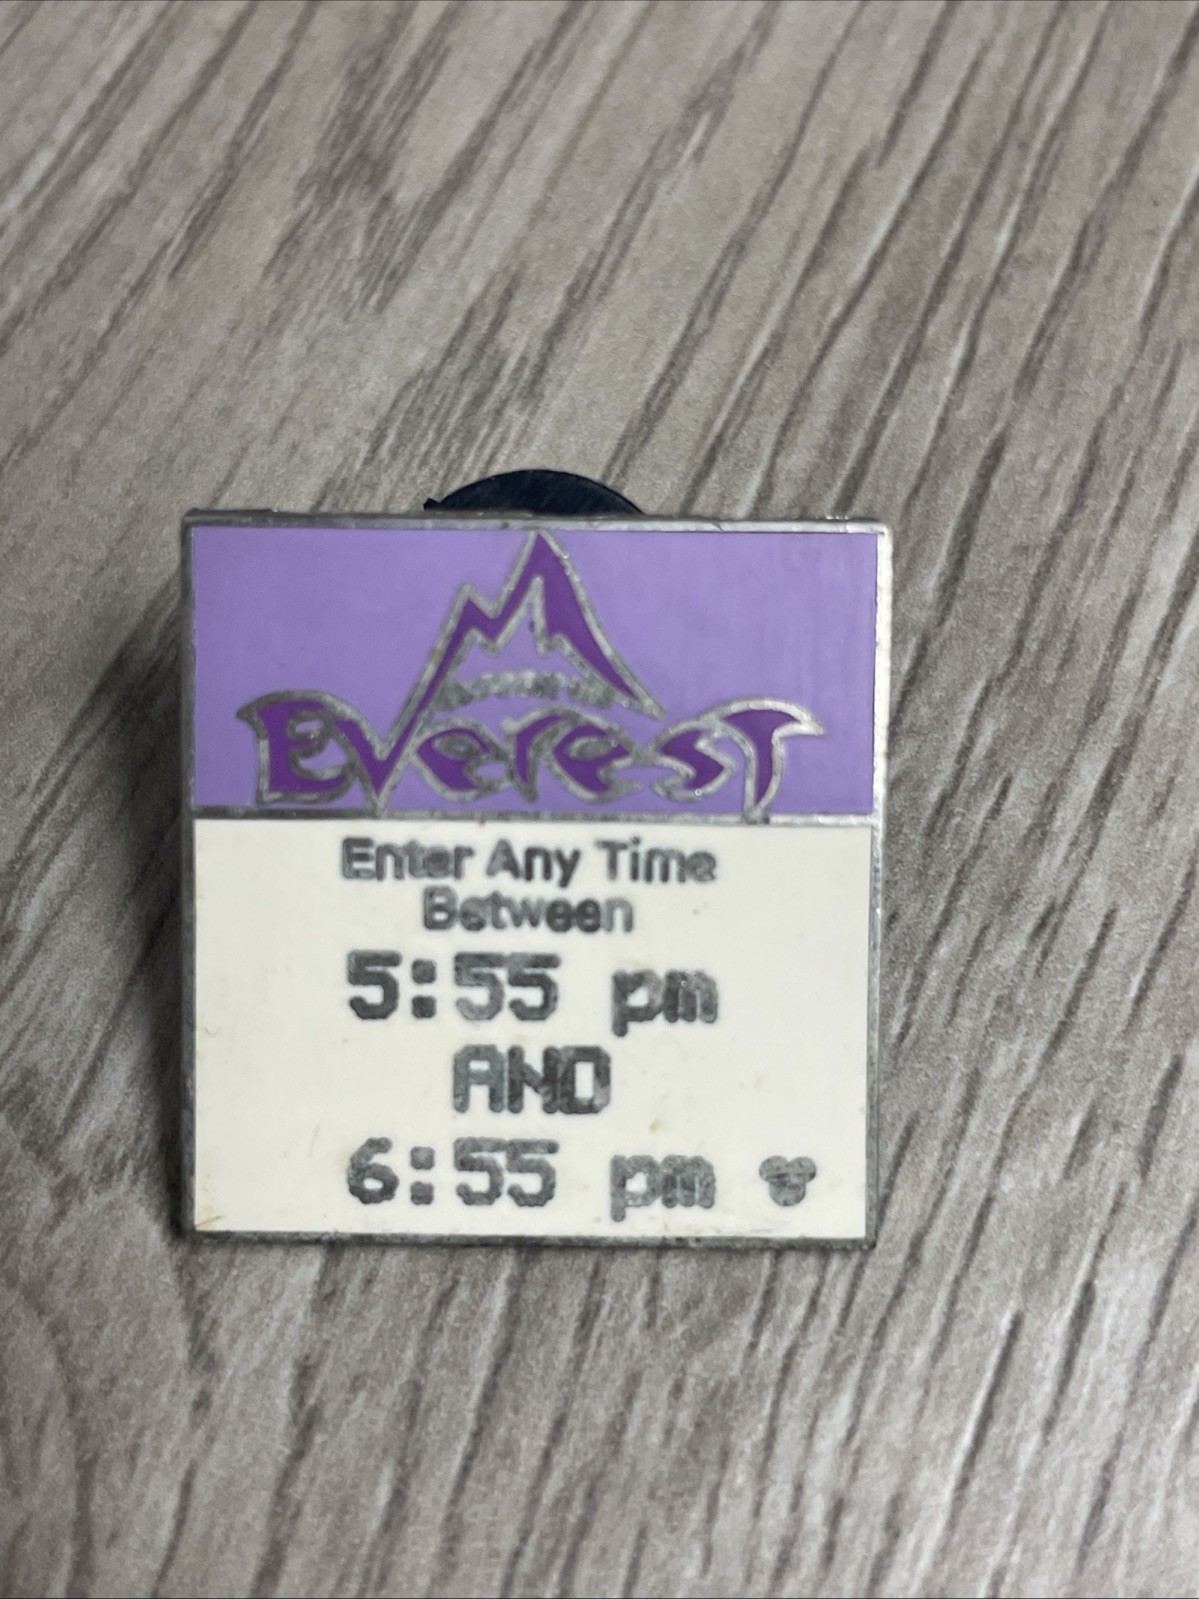 Everest
Enter Any Time
Between
5:55 pm
AND
6:55 pm